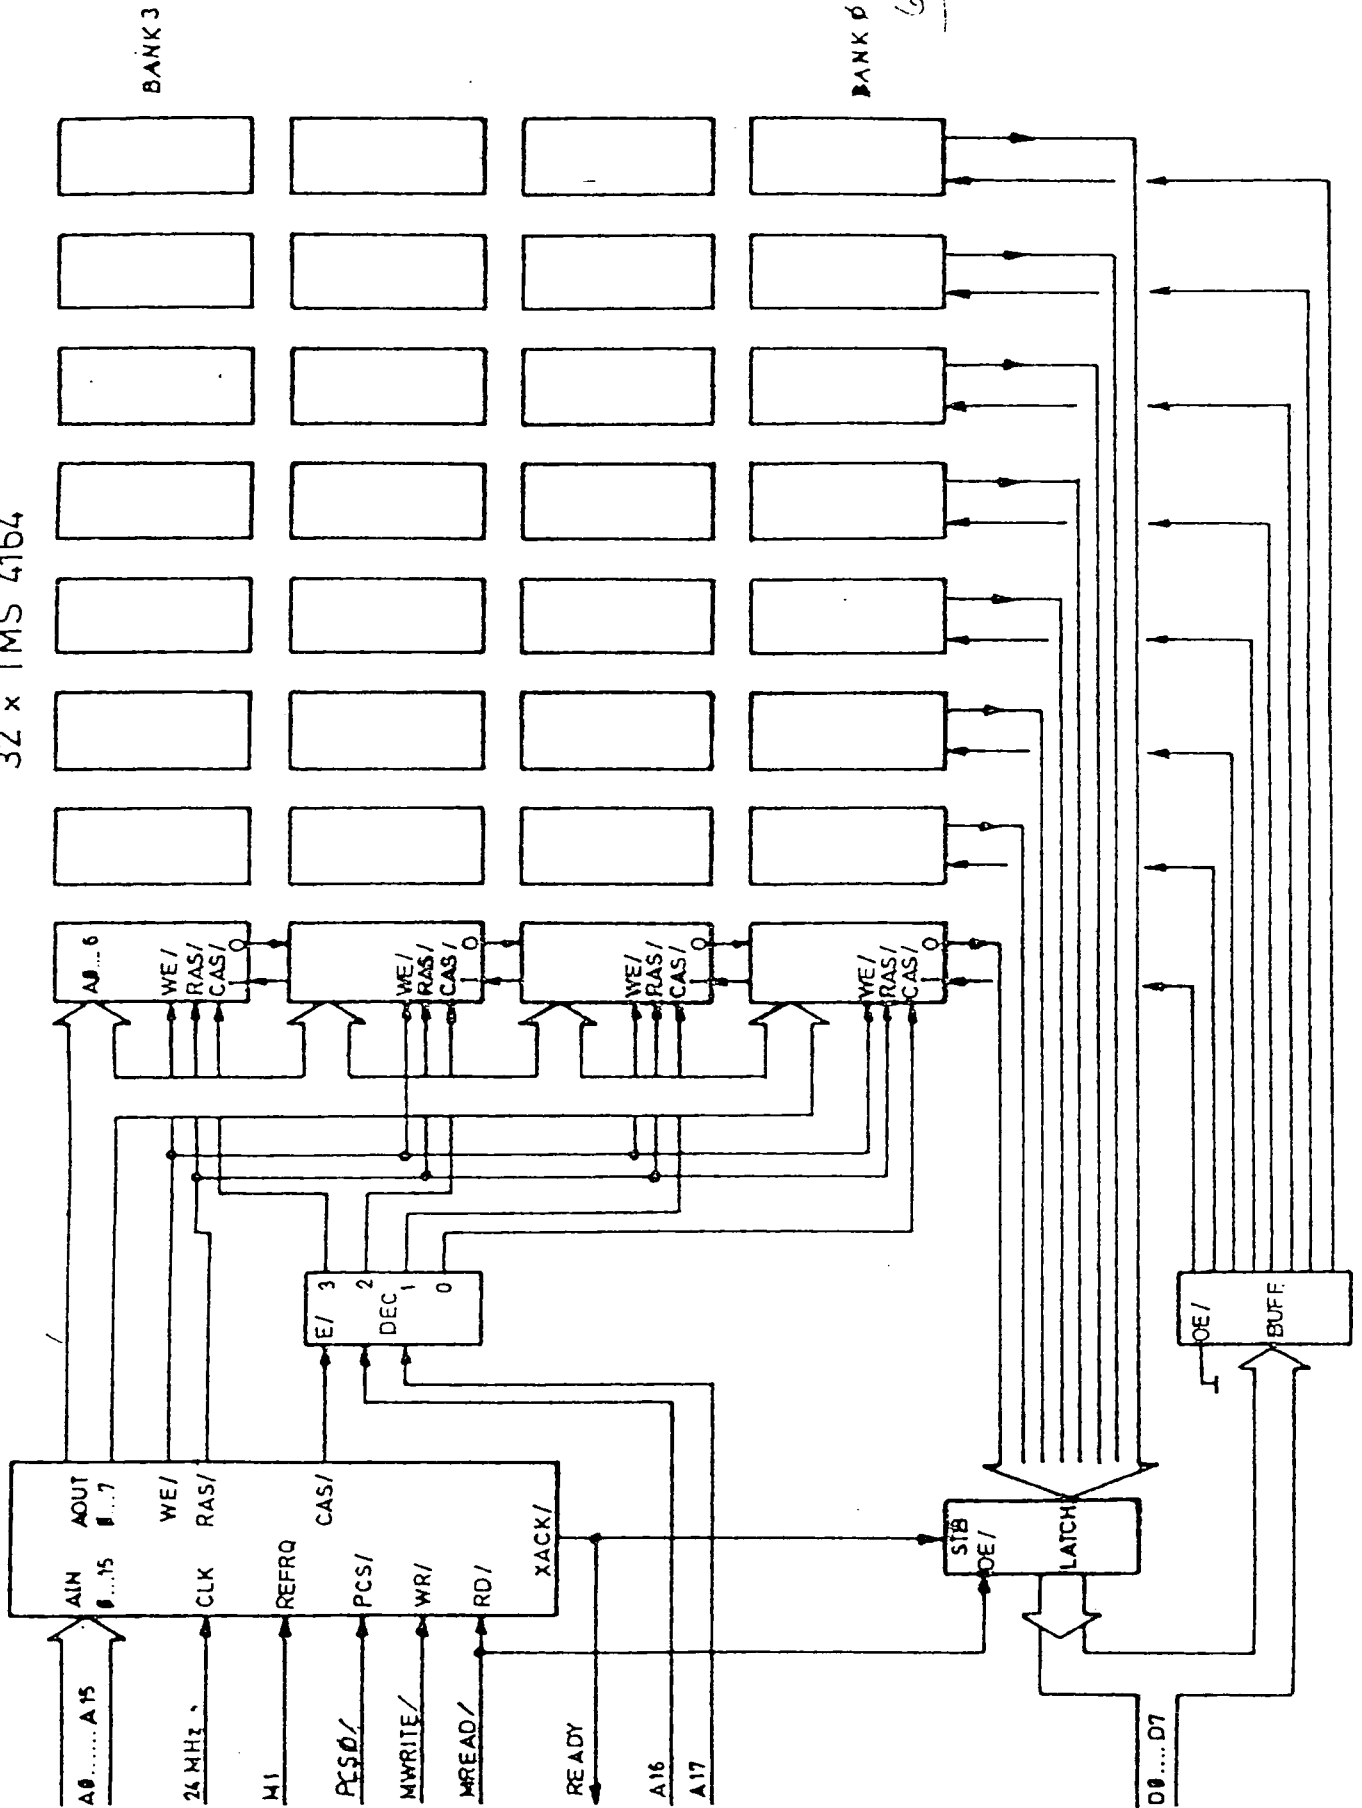 32 x TMS 4164
BANK 3
BANK Ø
A0...6
WE/
RAS/
CAS/
I
O
WE/
RAS/
CAS/
I
O
WE/
RAS/
CAS/
I
O
WE/
RAS/
CAS/
I
O
E/
3
2
DEC
1
0
AIN
0...15
AOUT
0...7
CLK
WE/
RAS/
REFRQ
CAS/
PCS/
WR/
RD/
XACK/
A0......A15
24 MHz
M1
PCSØ/
MWRITE/
MREAD/
READY
A16
A17
STB
OE/
LATCH
OE/
BUFF.
D0....D7